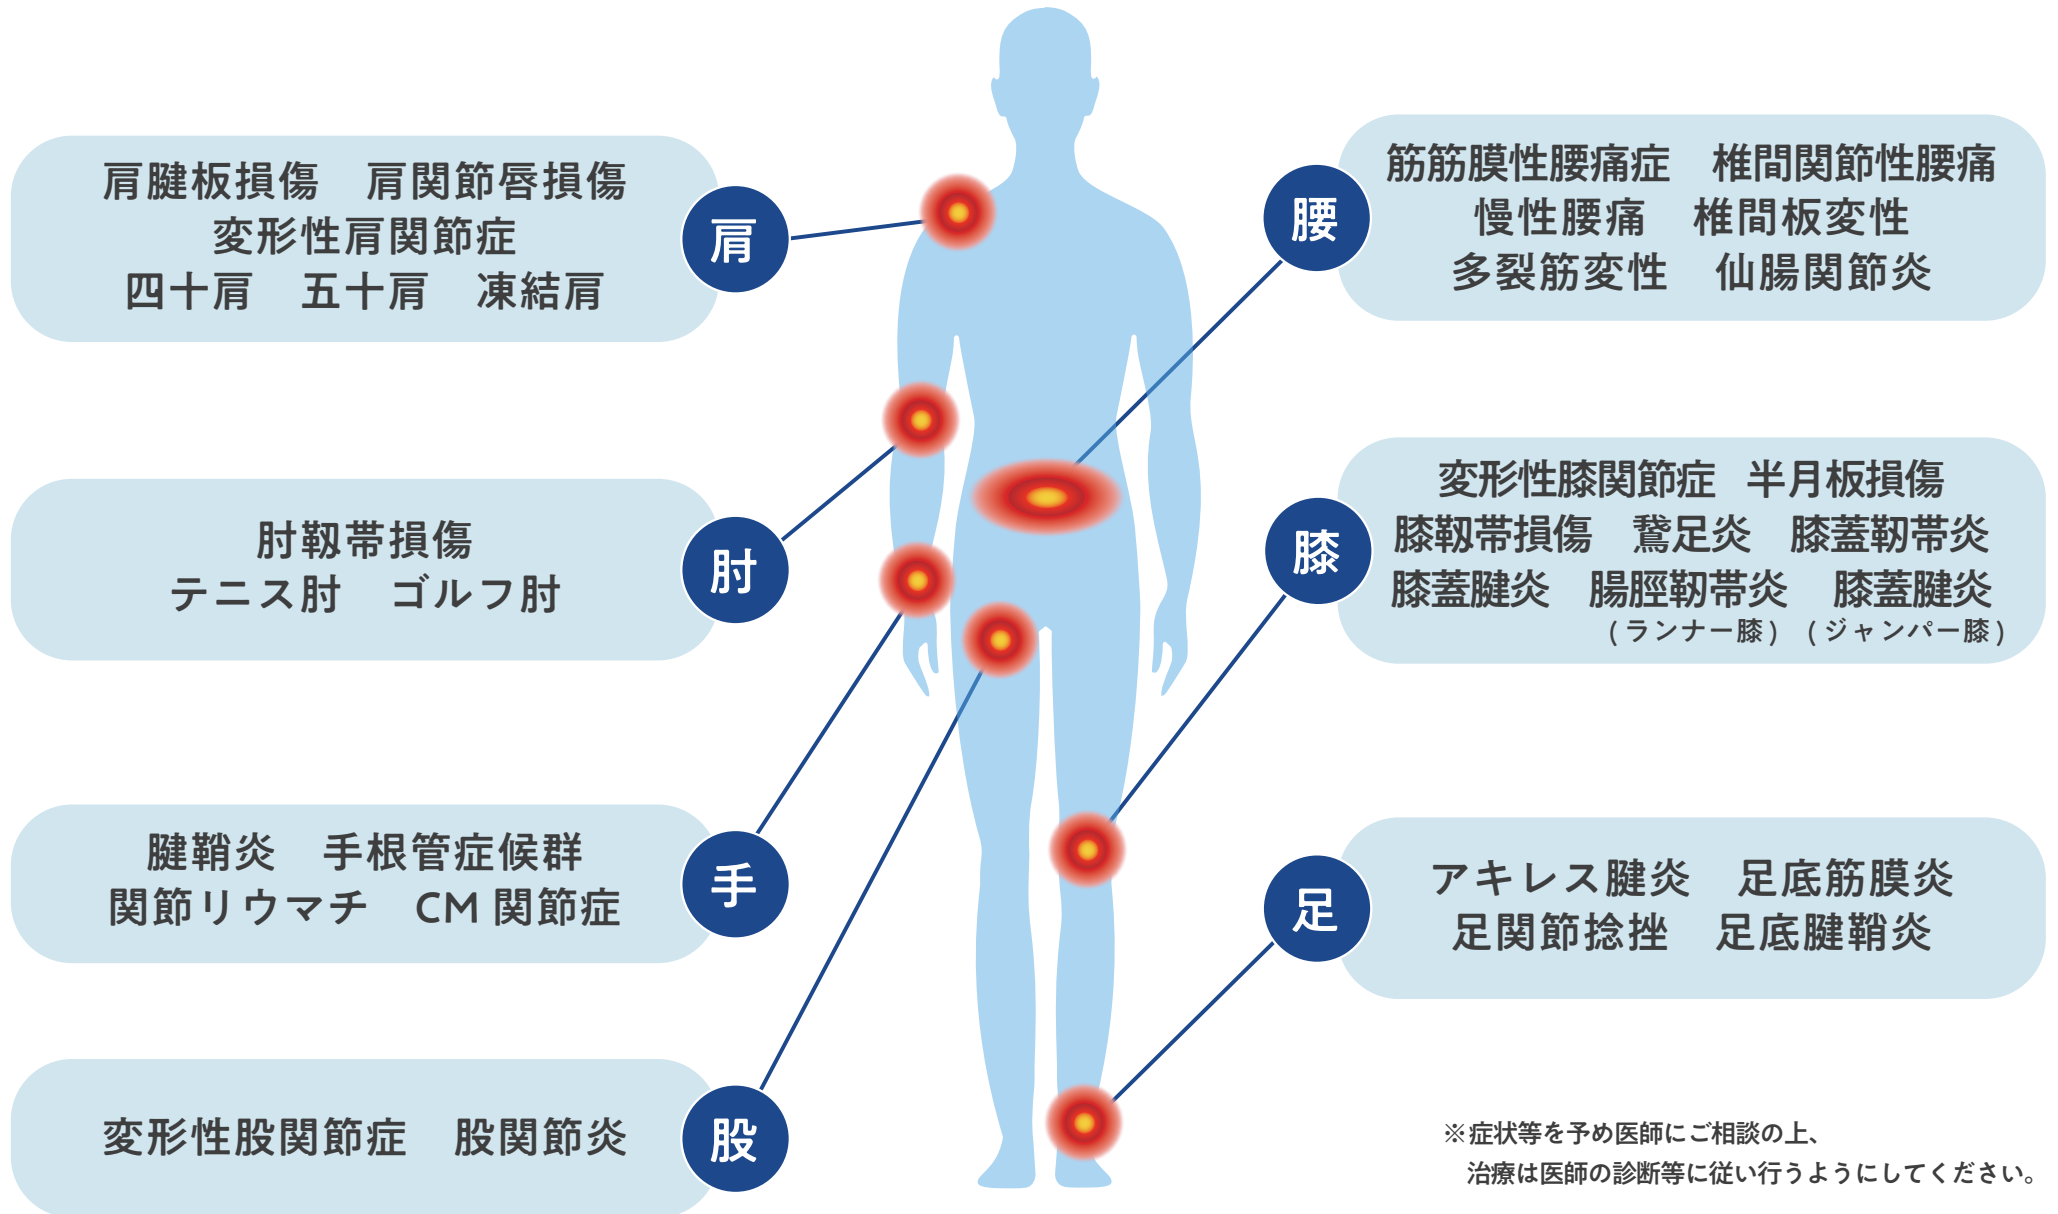 肩腱板損傷　肩関節唇損傷
変形性肩関節症
四十肩　五十肩　凍結肩
肩
肘靱帯損傷
テニス肘　ゴルフ肘
肘
腱鞘炎　手根管症候群
関節リウマチ　CM 関節症
手
変形性股関節症　股関節炎
股
腰
筋筋膜性腰痛症　椎間関節性腰痛
慢性腰痛　椎間板変性
多裂筋変性　仙腸関節炎
膝
変形性膝関節症　半月板損傷
膝靱帯損傷　鵞足炎　膝蓋靱帯炎
膝蓋腱炎　腸脛靱帯炎　膝蓋腱炎
(ランナー膝)　(ジャンパー膝)
足
アキレス腱炎　足底筋膜炎
足関節捻挫　足底腱鞘炎
※症状等を予め医師にご相談の上、
治療は医師の診断等に従い行うようにしてください。